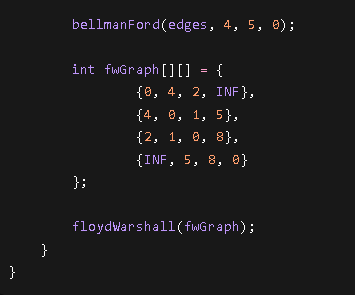 bellmanFord(edges, 4, 5, 0);
int fwGraph[][] = {
{0, 4, 2, INF},
{4, 0, 1, 5},
{2, 1, 0, 8},
{INF, 5, 8, 0}
};
floydWarshall(fwGraph);
}
}